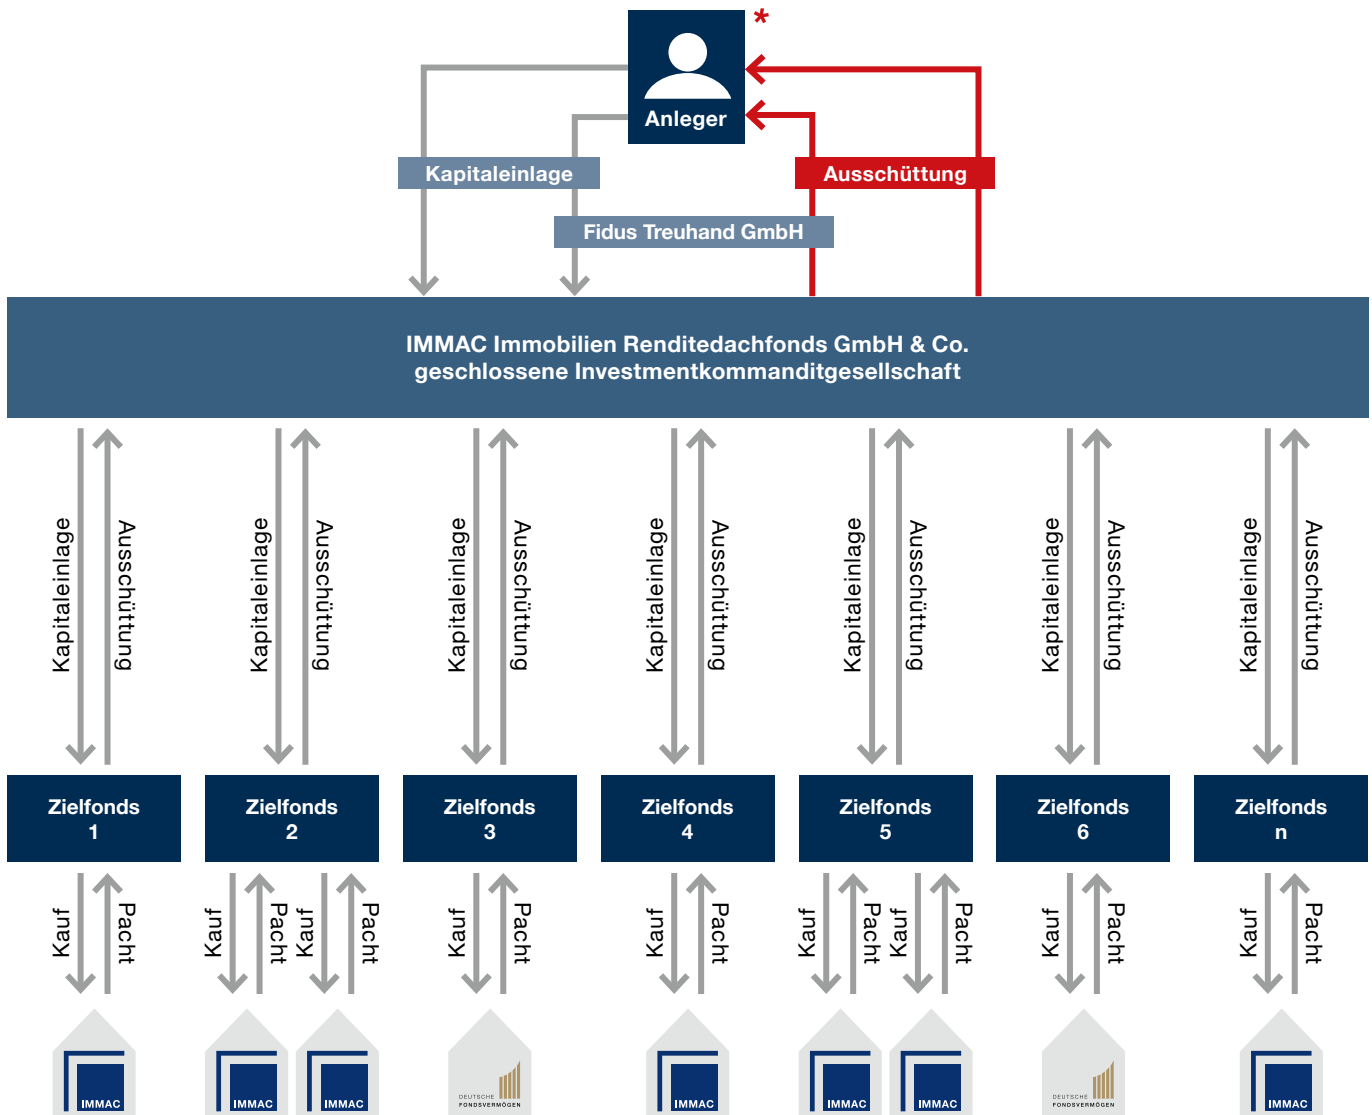 *
Anleger
Kapitaleinlage
Ausschüttung
Fidus Treuhand GmbH
IMMAC Immobilien Renditedachfonds GmbH & Co.
geschlossene Investmentkommanditgesellschaft
Kapitaleinlage
Ausschüttung
Kapitaleinlage
Ausschüttung
Kapitaleinlage
Ausschüttung
Kapitaleinlage
Ausschüttung
Kapitaleinlage
Ausschüttung
Kapitaleinlage
Ausschüttung
Kapitaleinlage
Ausschüttung
Zielfonds
1
Zielfonds
2
Zielfonds
3
Zielfonds
4
Zielfonds
5
Zielfonds
6
Zielfonds
n
Kauf
Pacht
Kauf
Pacht
Kauf
Pacht
Kauf
Pacht
Kauf
Pacht
Kauf
Pacht
Kauf
Pacht
Kauf
Pacht
Kauf
Pacht
IMMAC
IMMAC
IMMAC
DEUTSCHE
FONDSVERMÖGEN
IMMAC
IMMAC
IMMAC
DEUTSCHE
FONDSVERMÖGEN
IMMAC